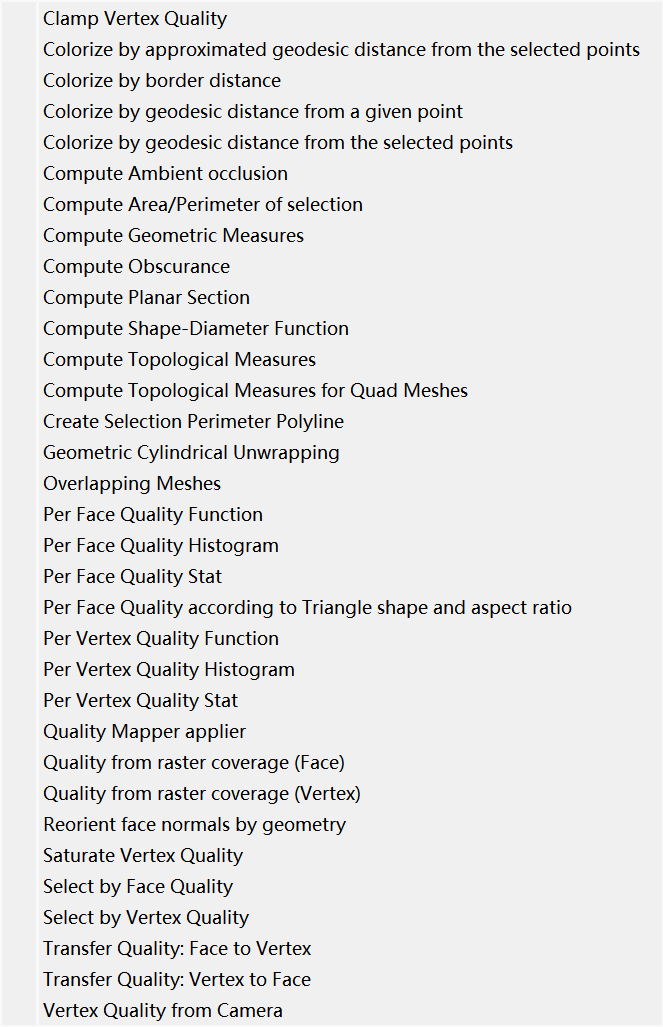 Clamp Vertex Quality
Colorize by approximated geodesic distance from the selected points
Colorize by border distance
Colorize by geodesic distance from a given point
Colorize by geodesic distance from the selected points
Compute Ambient occlusion
Compute Area/Perimeter of selection
Compute Geometric Measures
Compute Obscurance
Compute Planar Section
Compute Shape-Diameter Function
Compute Topological Measures
Compute Topological Measures for Quad Meshes
Create Selection Perimeter Polyline
Geometric Cylindrical Unwrapping
Overlapping Meshes
Per Face Quality Function
Per Face Quality Histogram
Per Face Quality Stat
Per Face Quality according to Triangle shape and aspect ratio
Per Vertex Quality Function
Per Vertex Quality Histogram
Per Vertex Quality Stat
Quality Mapper applier
Quality from raster coverage (Face)
Quality from raster coverage (Vertex)
Reorient face normals by geometry
Saturate Vertex Quality
Select by Face Quality
Select by Vertex Quality
Transfer Quality: Face to Vertex
Transfer Quality: Vertex to Face
Vertex Quality from Camera